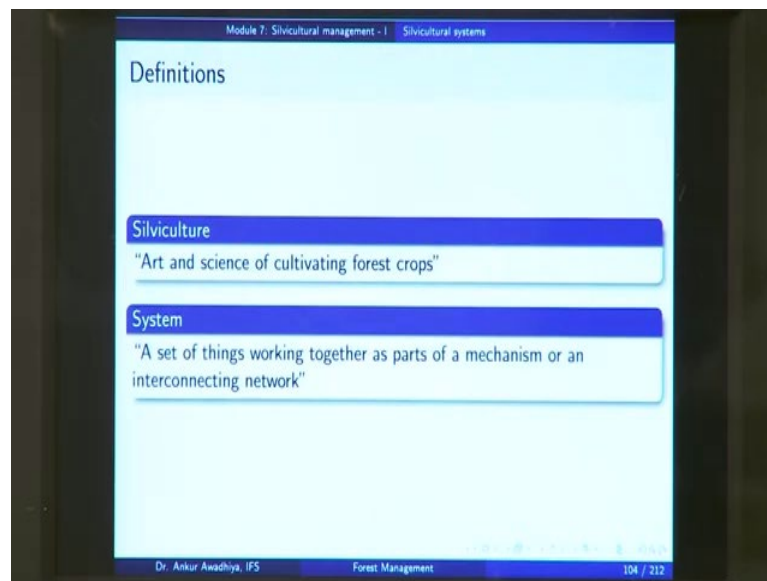 Module 7: Silvicultural management - I Silvicultural systems
Definitions
Silviculture
"Art and science of cultivating forest crops"
System
"A set of things working together as parts of a mechanism or an
interconnecting network"
Dr. Ankur Awadhiya, IFS Forest Management 104 / 212